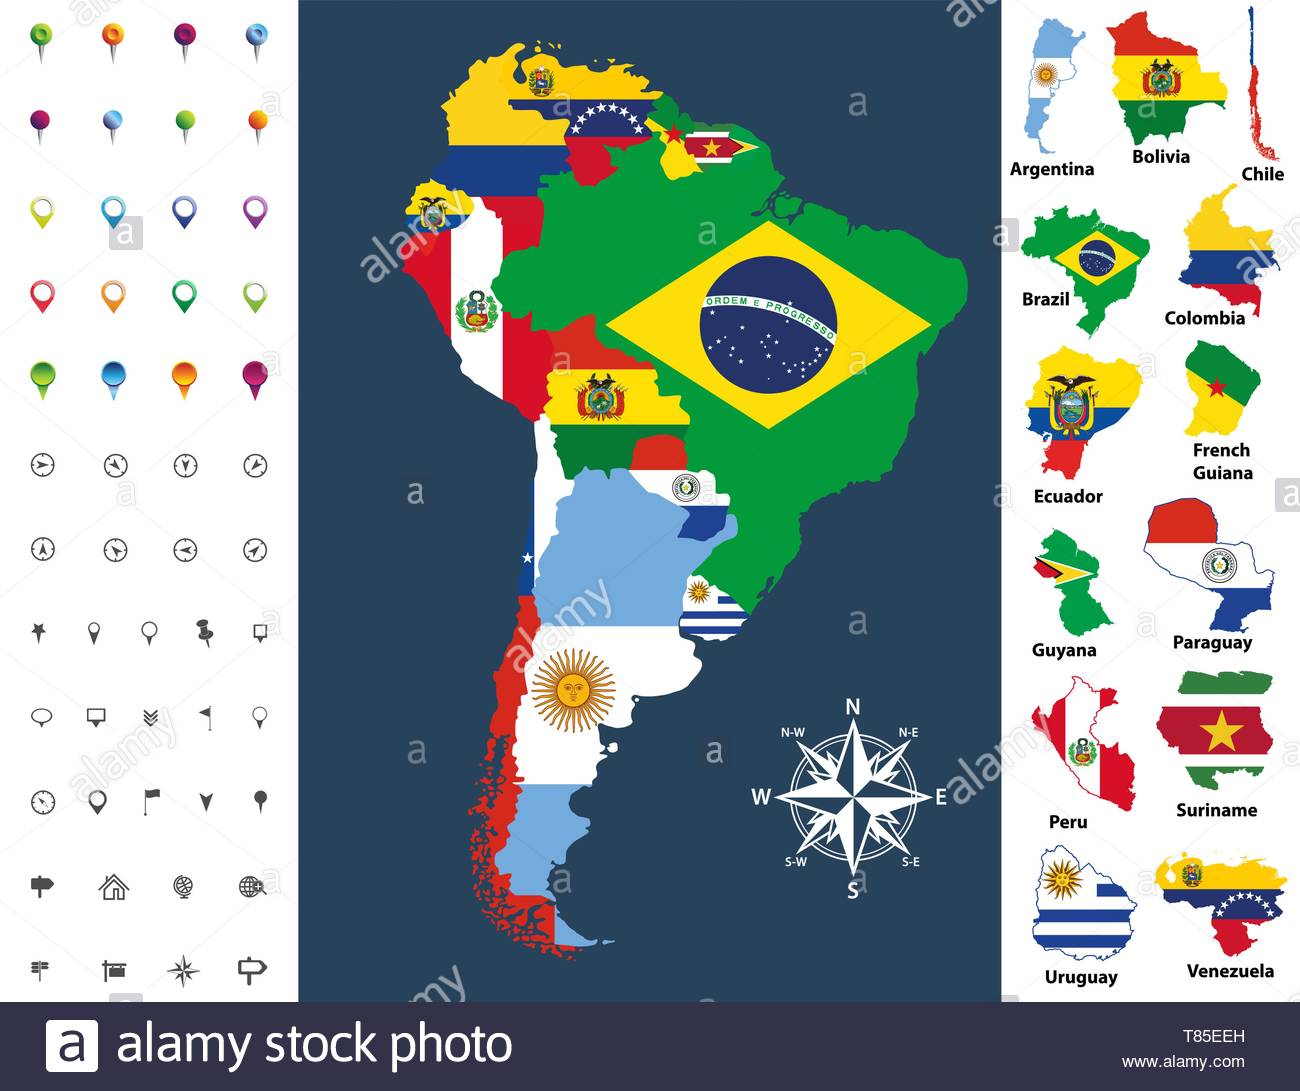 ORDEM E PROGRESSO
N
N-W
N-E
W
E
S-W
S-E
S
Argentina
Bolivia
Chile
Brazil
Colombia
Ecuador
French
Guiana
Guyana
Paraguay
Peru
Suriname
Uruguay
Venezuela
a
alamy
a alamy stock photo
T85EEH
www.alamy.com